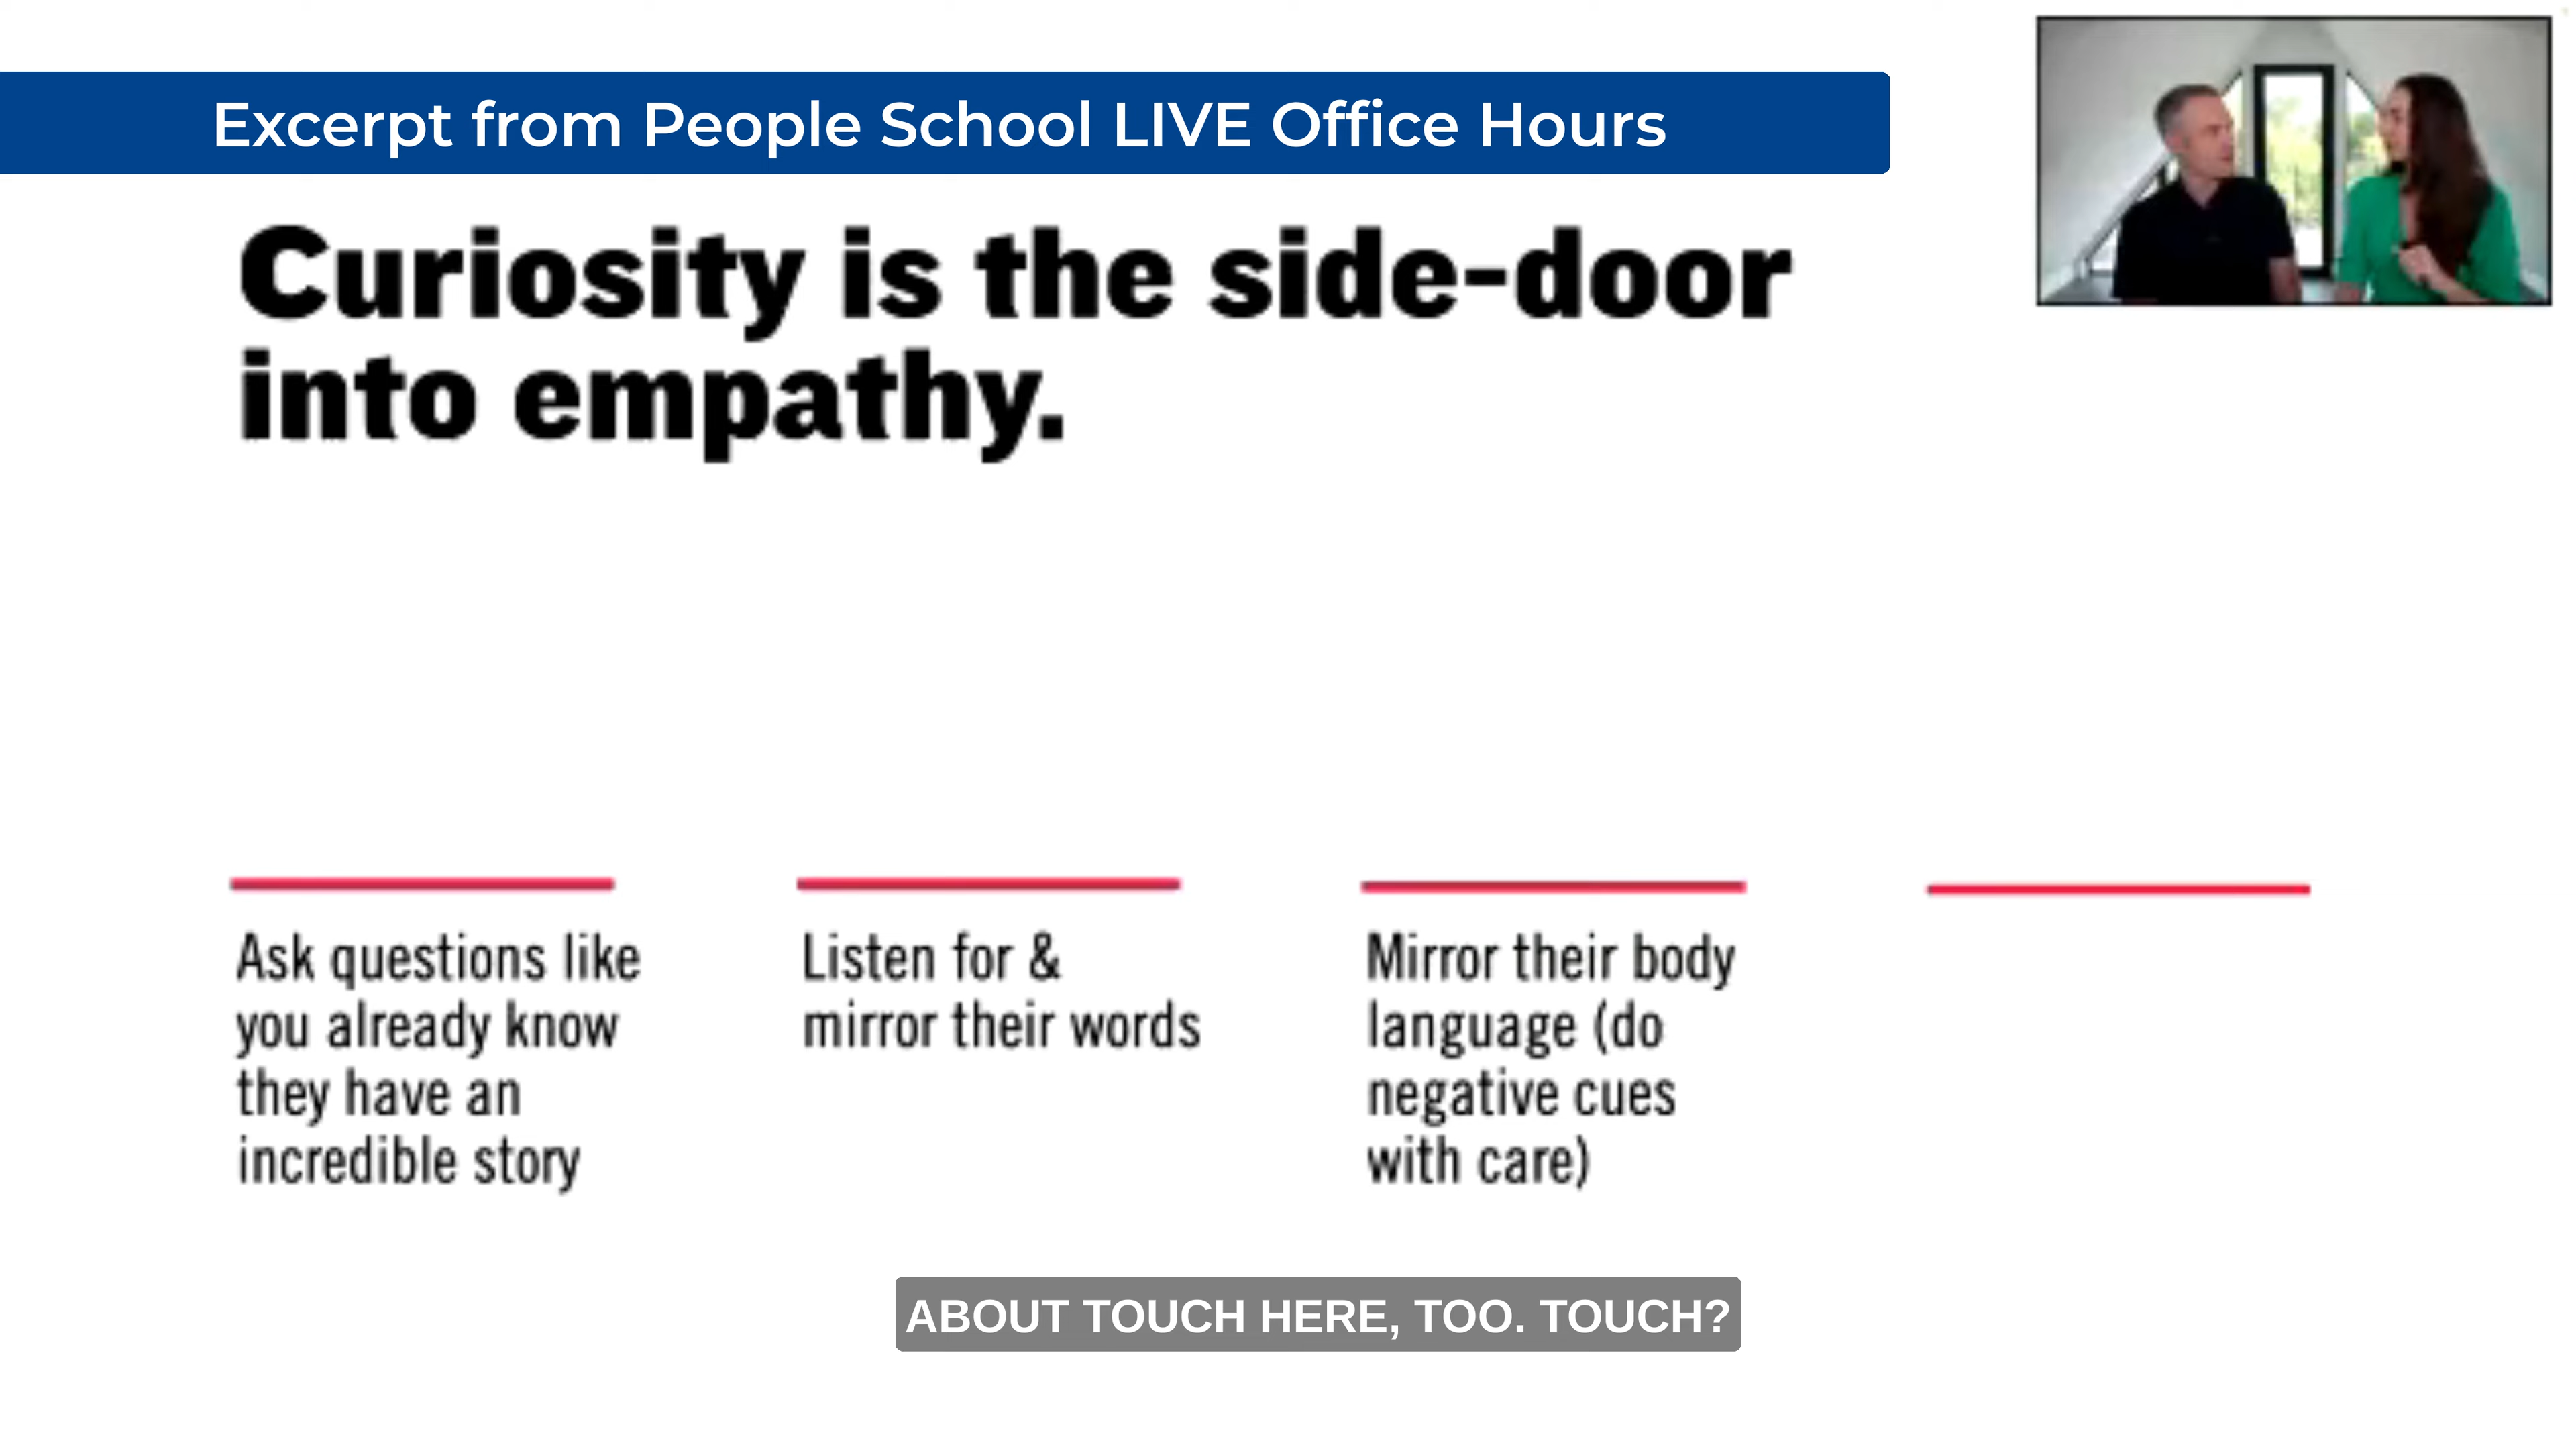 Excerpt from People School LIVE Office Hours
Curiosity is the side-door
into empathy.
Ask questions like
you already know
they have an
incredible story
Listen for &
mirror their words
Mirror their body
language (do
negative cues
with care)
ABOUT TOUCH HERE, TOO. TOUCH?